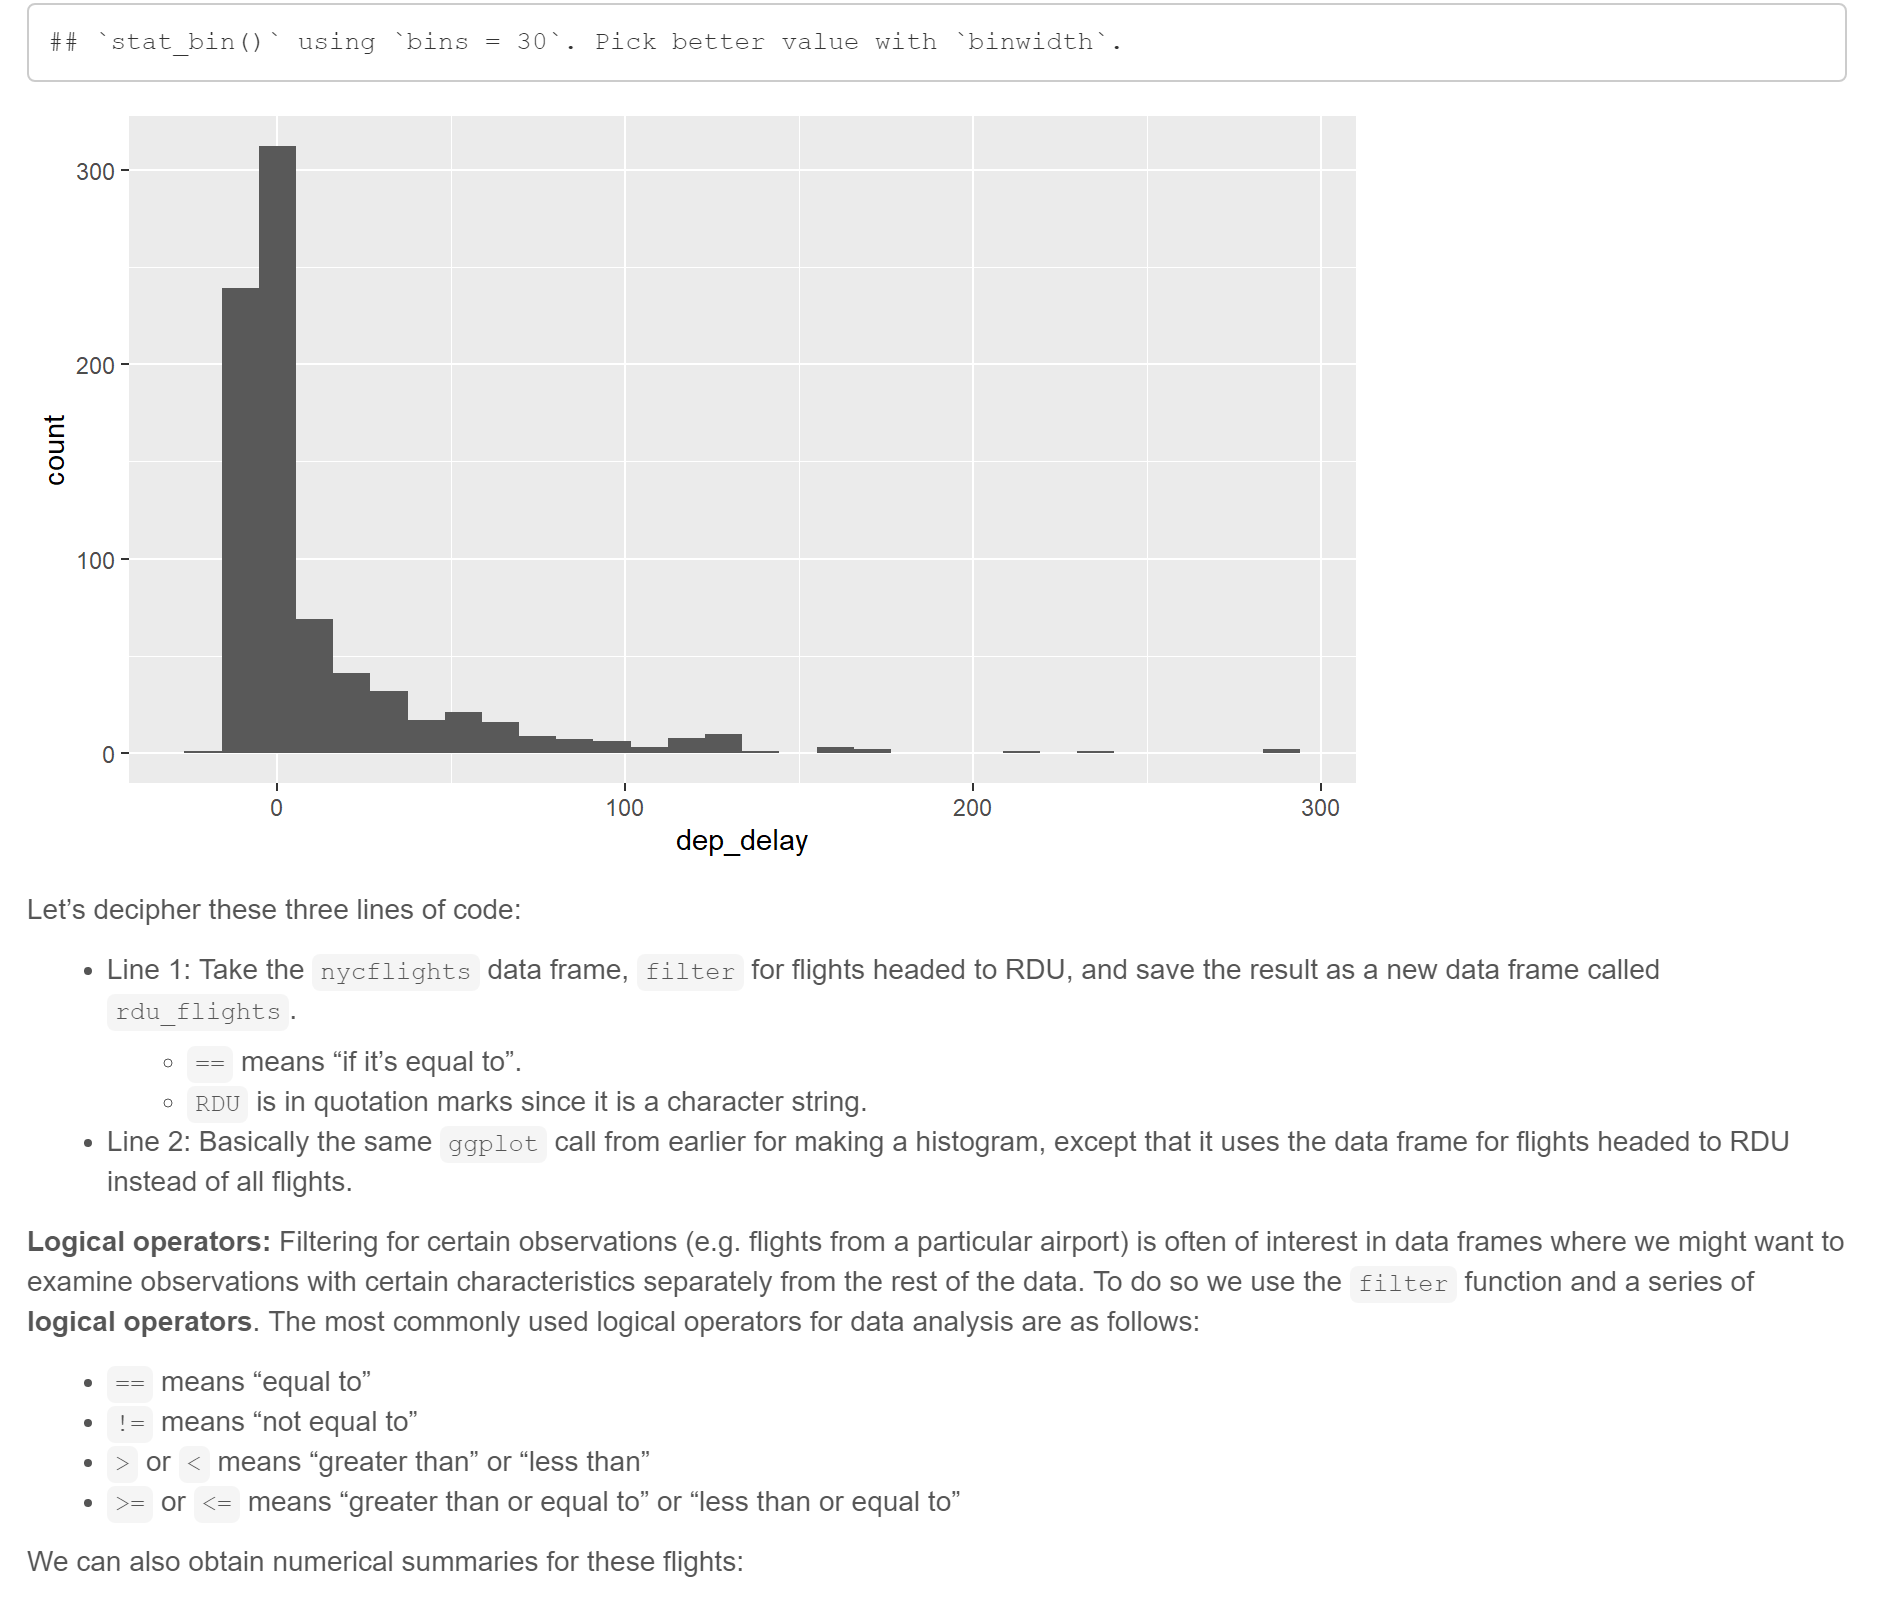 ## `stat_bin()` using `bins = 30`. Pick better value with `binwidth`.
300
200
100
0
count
0 100 200 300
dep_delay
Let’s decipher these three lines of code:
• Line 1: Take the nycflights data frame, filter for flights headed to RDU, and save the result as a new data frame called
rdu_flights.
◦ == means “if it’s equal to”.
◦ RDU is in quotation marks since it is a character string.
• Line 2: Basically the same ggplot call from earlier for making a histogram, except that it uses the data frame for flights headed to RDU
instead of all flights.
Logical operators: Filtering for certain observations (e.g. flights from a particular airport) is often of interest in data frames where we might want to
examine observations with certain characteristics separately from the rest of the data. To do so we use the filter function and a series of
logical operators. The most commonly used logical operators for data analysis are as follows:
• == means “equal to”
• != means “not equal to”
• > or < means “greater than” or “less than”
• >= or <= means “greater than or equal to” or “less than or equal to”
We can also obtain numerical summaries for these flights: